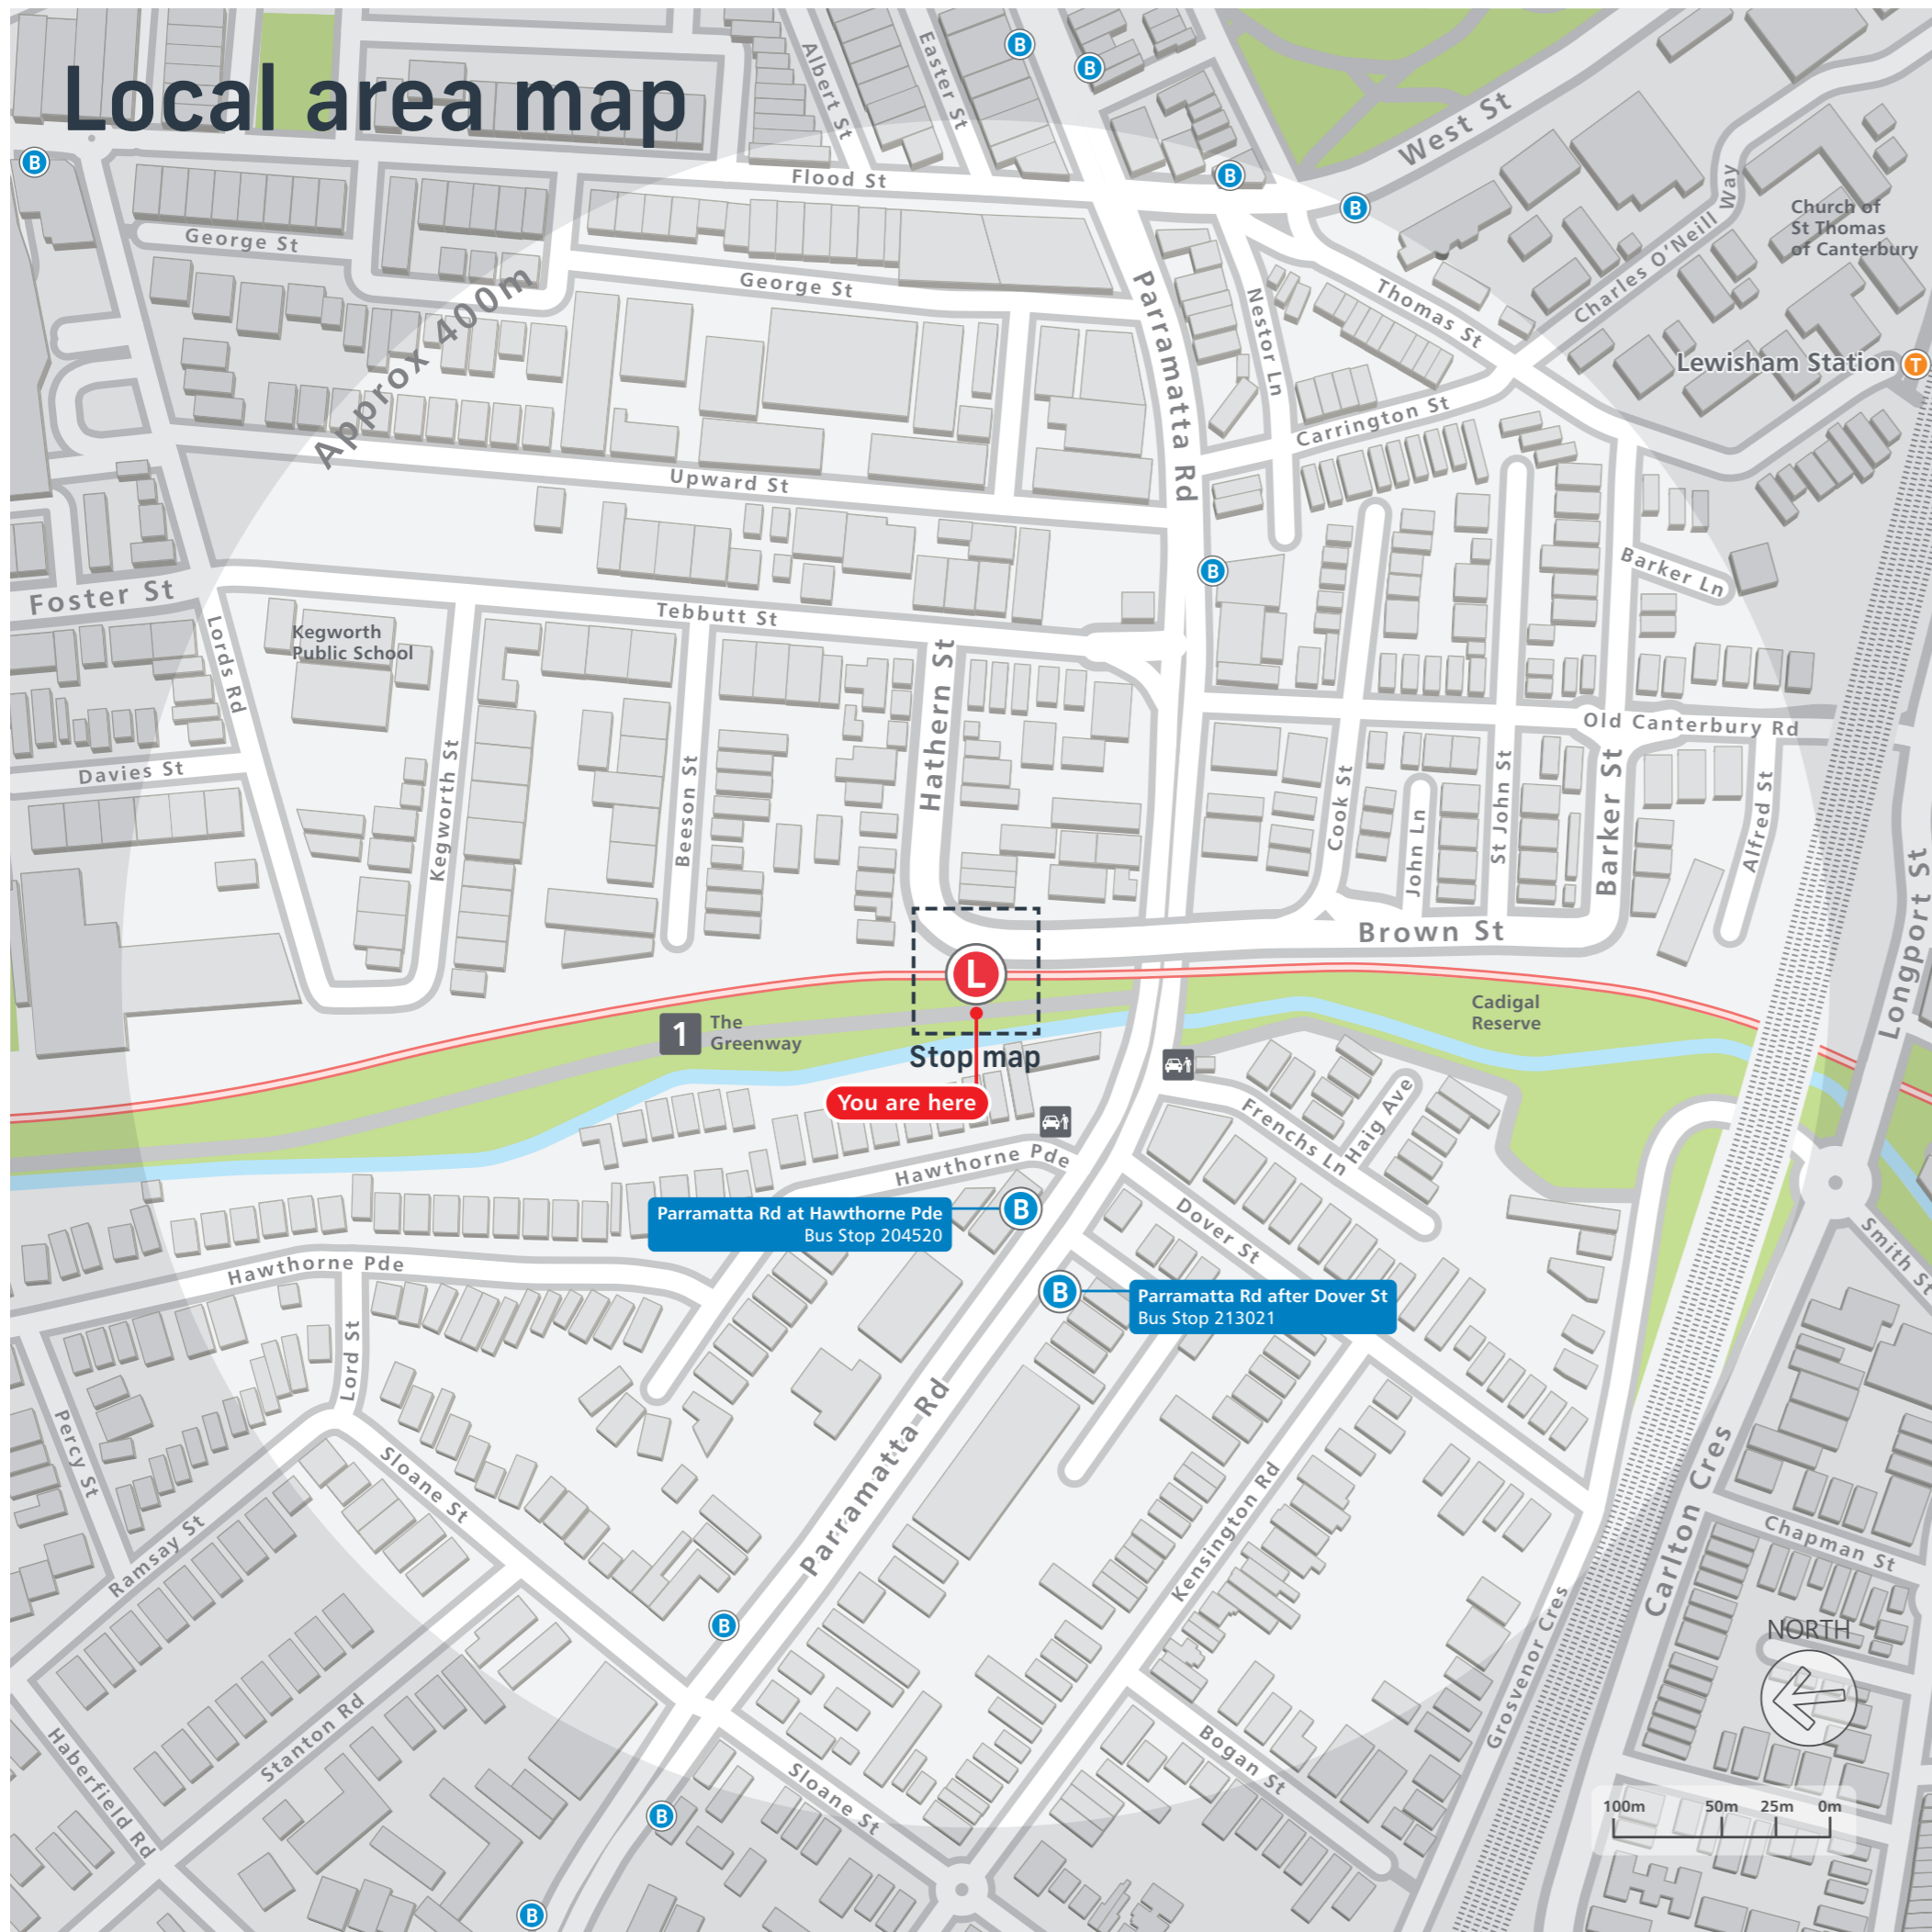 Local area map
Albert St
Easter St
B
B
West St
B
Flood St
B
B
Charles O'Neill Way
Church of
St Thomas
of Canterbury
George St
George St
Parramatta Rd
Nestor Ln
Thomas St
Approx 400m
Lewisham Station
T
Carrington St
Upward St
B
Barker Ln
Foster St
Lords Rd
Kegworth
Public School
Tebbutt St
Hathern St
Old Canterbury Rd
Davies St
Kegworth St
Beeson St
Cook St
John Ln
St John St
Barker St
Alfred St
Longport St
Brown St
L
1
The
Greenway
Cadigal
Reserve
Stop map
You are here
Frenchs Ln
Haig Ave
Hawthorne Pde
Parramatta Rd at Hawthorne Pde
Bus Stop 204520
B
Dover St
Smith St
Hawthorne Pde
B
Parramatta Rd after Dover St
Bus Stop 213021
Lord St
Percy St
Sloane St
Ramsay St
Parramatta Rd
Kensington Rd
Carlton Cres
Chapman St
Grosvenor Cres
NORTH
B
Stanton Rd
Haberfield Rd
Bogan St
Sloane St
B
100m 50m 25m 0m
B